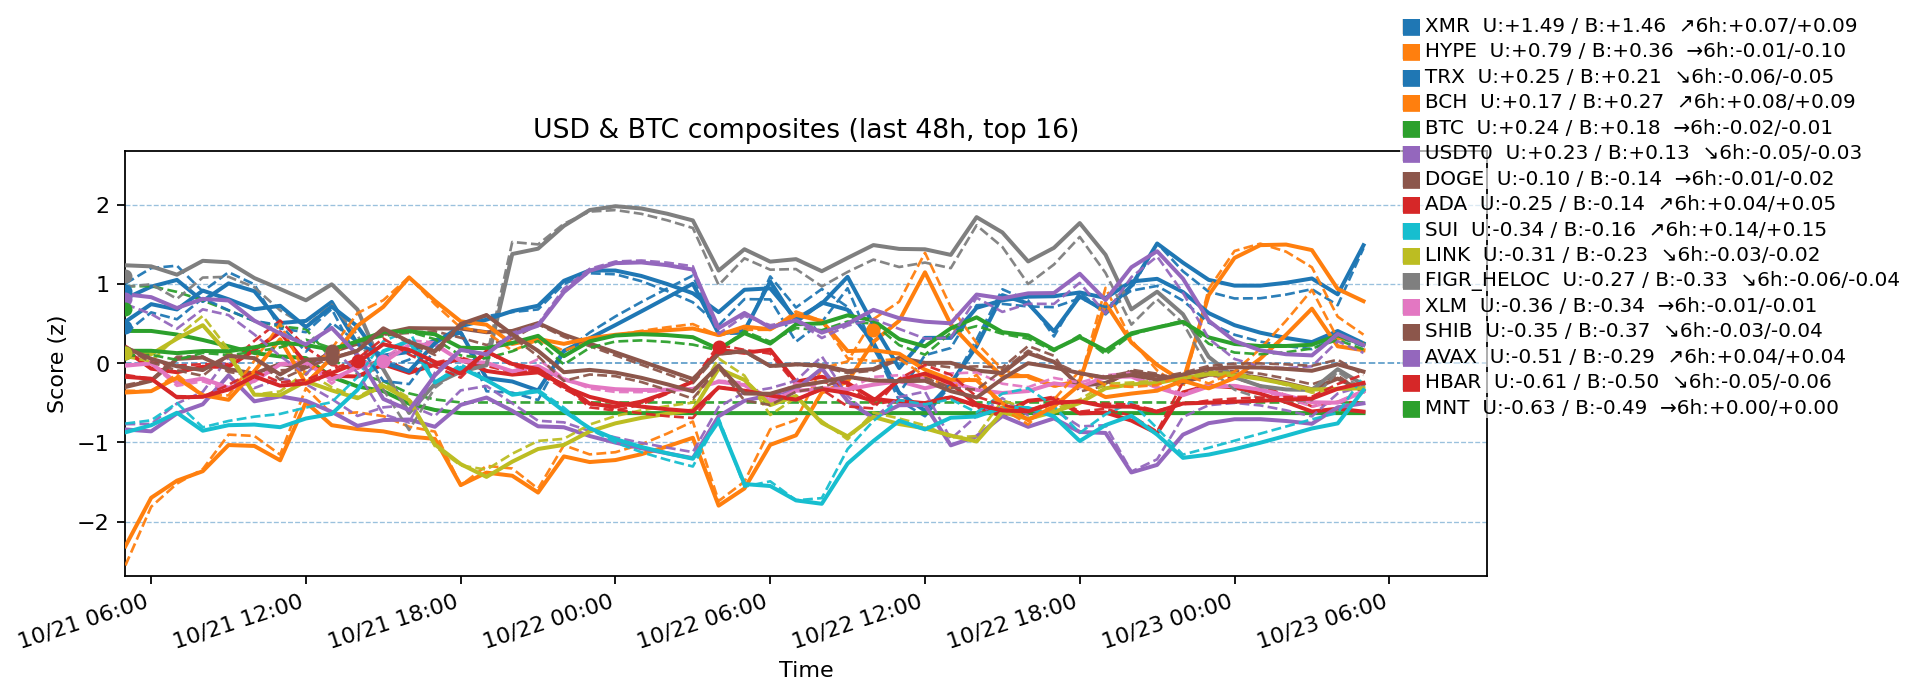 XMR U:+1.49 / B:+1.46 ↗6h:+0.07/+0.09
HYPE U:+0.79 / B:+0.36 →6h:-0.01/-0.10
TRX U:+0.25 / B:+0.21 ↘6h:-0.06/-0.05
BCH U:+0.17 / B:+0.27 ↗6h:+0.08/+0.09
BTC U:+0.24 / B:+0.18 →6h:-0.02/-0.01
USDT0 U:+0.23 / B:+0.13 ↘6h:-0.05/-0.03
DOGE U:-0.10 / B:-0.14 →6h:-0.01/-0.02
ADA U:-0.25 / B:-0.14 ↗6h:+0.04/+0.05
SUI U:-0.34 / B:-0.16 ↗6h:+0.14/+0.15
LINK U:-0.31 / B:-0.23 ↘6h:-0.03/-0.02
FIGR_HELOC U:-0.27 / B:-0.33 ↘6h:-0.06/-0.04
XLM U:-0.36 / B:-0.34 →6h:-0.01/-0.01
SHIB U:-0.35 / B:-0.37 ↘6h:-0.03/-0.04
AVAX U:-0.51 / B:-0.29 ↗6h:+0.04/+0.04
HBAR U:-0.61 / B:-0.50 ↘6h:-0.05/-0.06
MNT U:-0.63 / B:-0.49 →6h:+0.00/+0.00
USD & BTC composites (last 48h, top 16)
Score (z)
2
1
0
−1
−2
10/21 06:00
10/21 12:00
10/21 18:00
10/22 00:00
10/22 06:00
10/22 12:00
10/22 18:00
10/23 00:00
10/23 06:00
Time